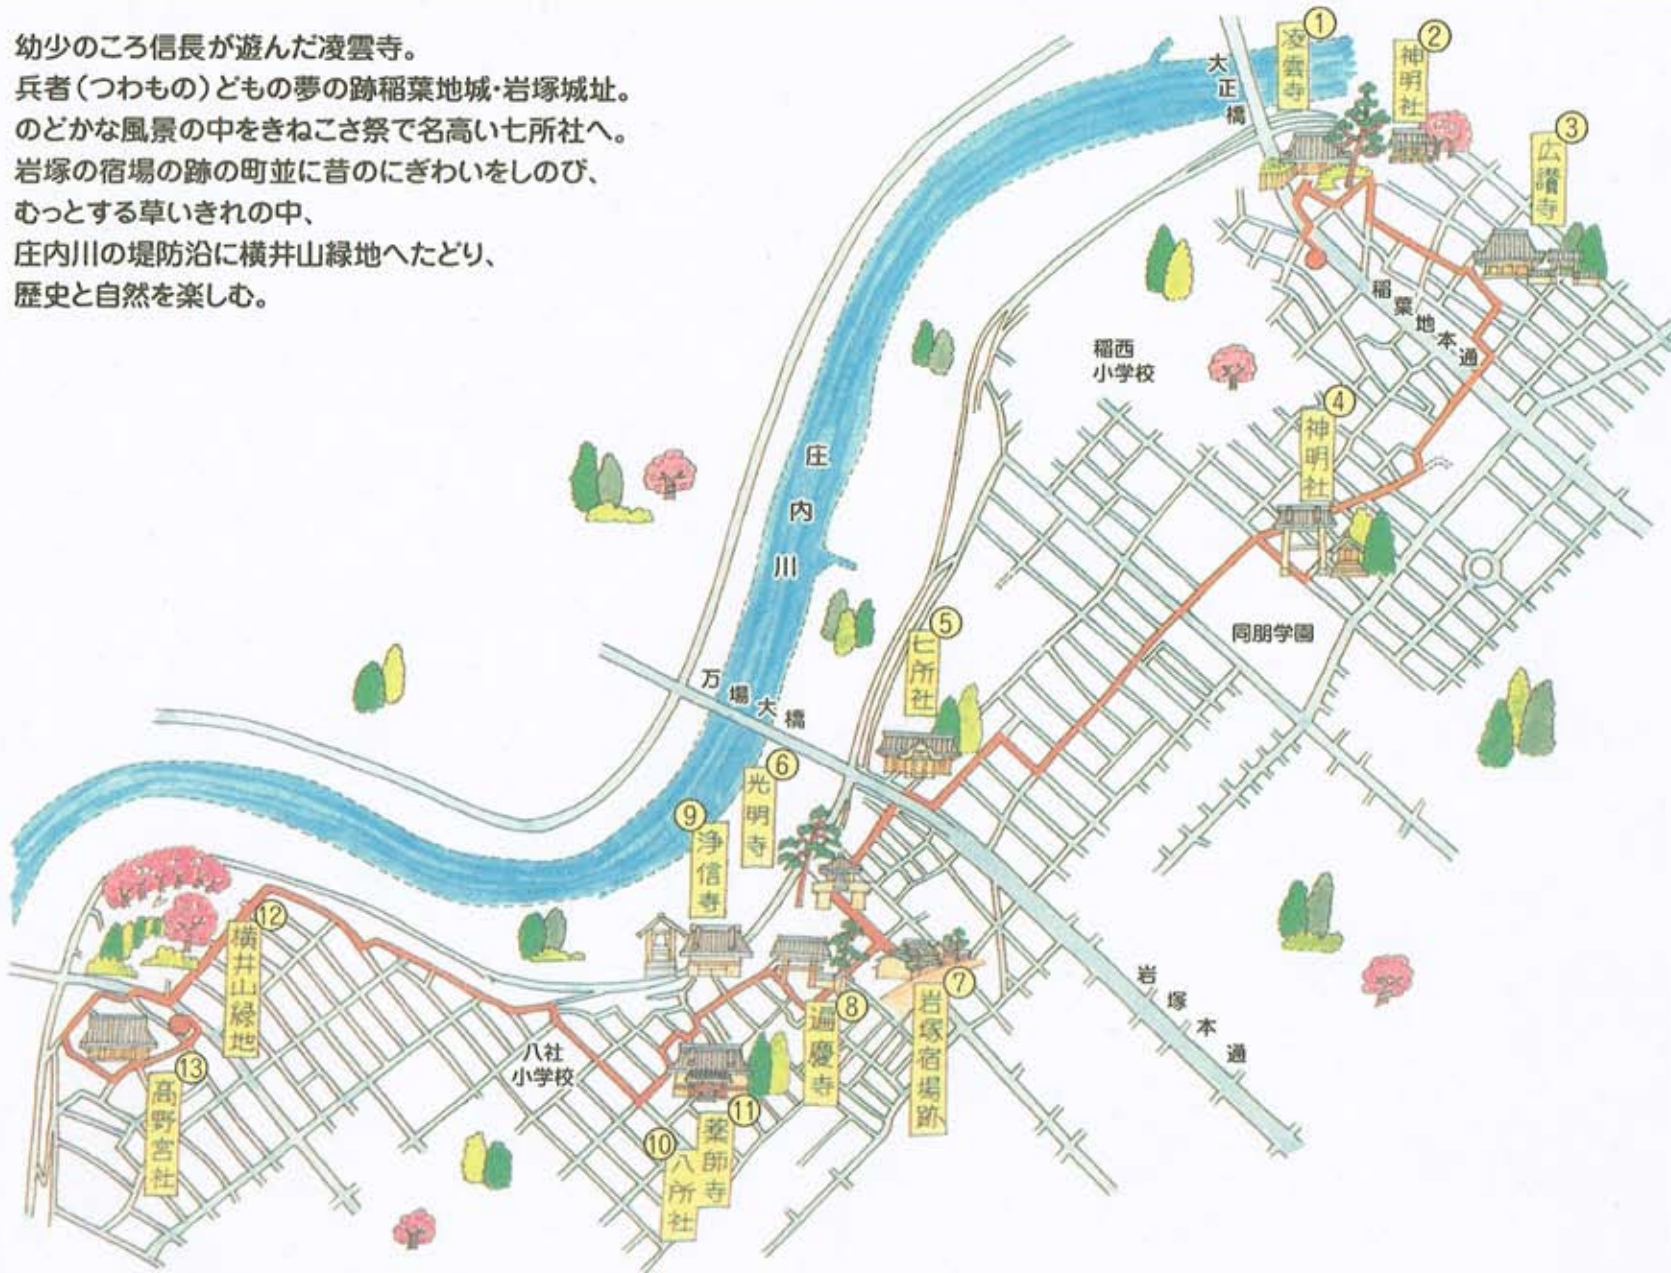 幼少のころ信長が遊んだ凌雲寺。
兵者(つわもの)どもの夢の跡稲葉地城・岩塚城址。
のどかな風景の中をきねこさ祭で名高い七所社へ。
岩塚の宿場の跡の町並に昔のにぎわいをしのび、
むっとする草いきれの中、
庄内川の堤防沿に横井山緑地へたどり、
歴史と自然を楽しむ。
大正橋
①
凌雲寺
②
神明社
③
広讃寺
稲葉地本通
稲西
小学校
④
神明社
庄内川
同朋学園
⑤
七所社
万場大橋
⑥
光明寺
⑨
浄信寺
⑫
横井山緑地
⑦
岩塚宿場跡
⑧
遍慶寺
岩塚本通
八社
小学校
⑬
高野宮社
⑪
薬師寺
⑩
八所社